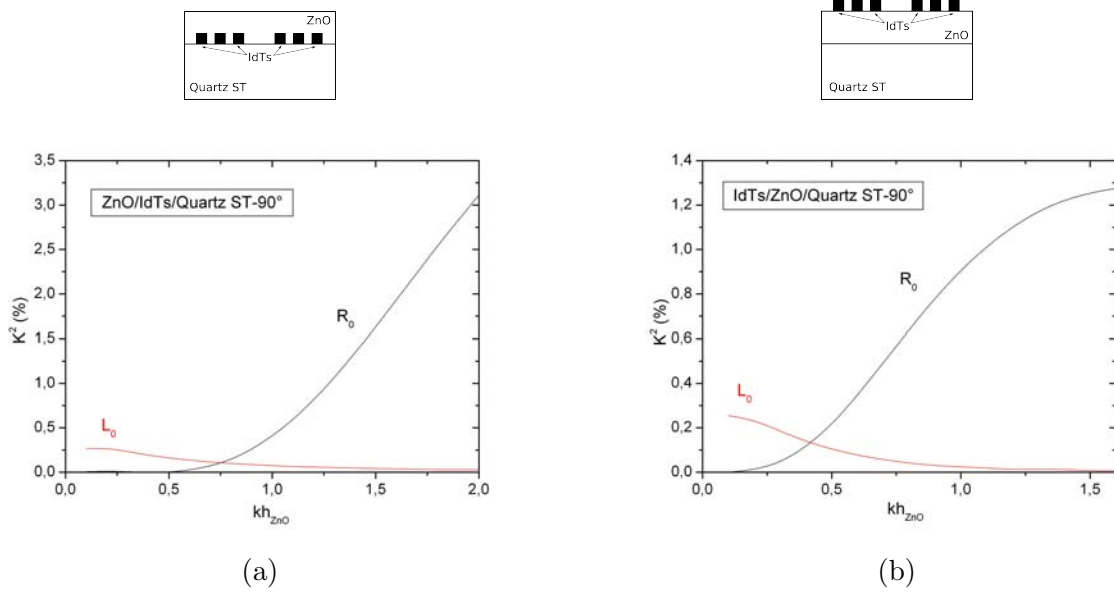 ZnO
IdTs
Quartz ST
3,5
3,0
2,5
2,0
1,5
1,0
0,5
0,0
K² (%)
ZnO/IdTs/Quartz ST-90°
R₀
L₀
0,0 0,5 1,0 1,5 2,0
kh_ZnO
(a)
IdTs
ZnO
Quartz ST
1,4
1,2
1,0
0,8
0,6
0,4
0,2
0,0
K² (%)
IdTs/ZnO/Quartz ST-90°
R₀
L₀
0,0 0,5 1,0 1,5
kh_ZnO
(b)